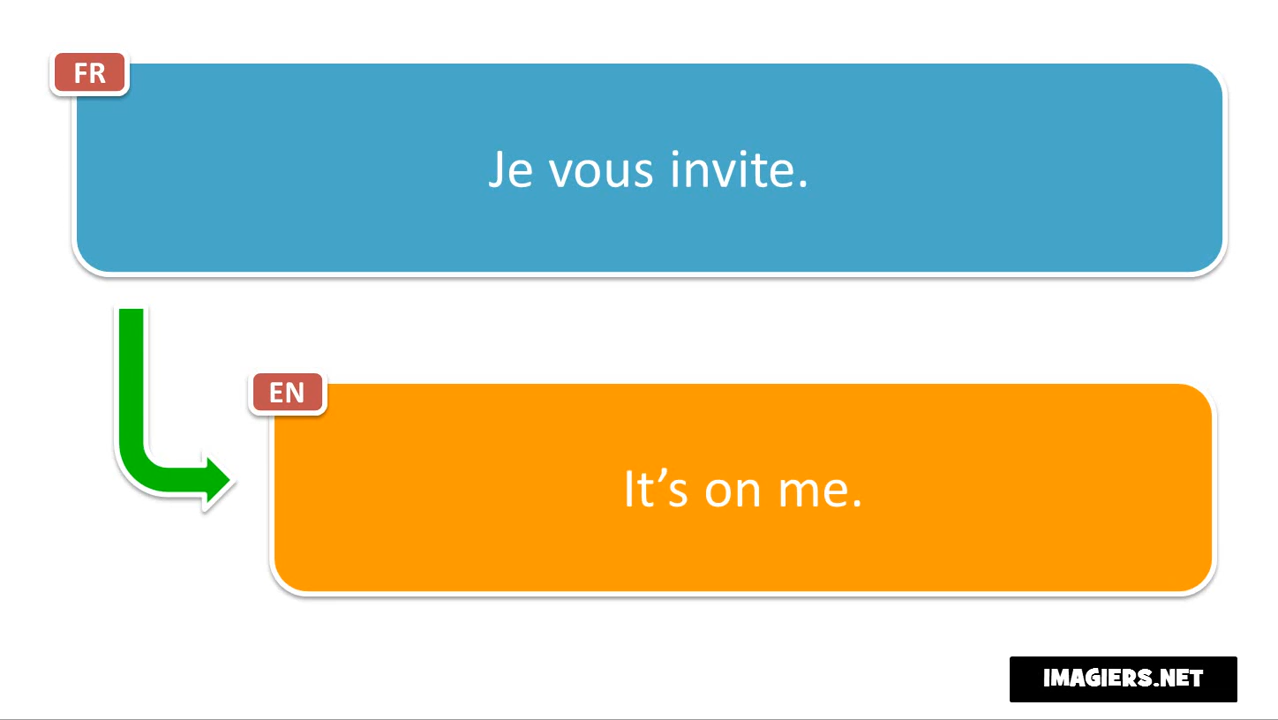 FR
Je vous invite.
EN
It’s on me.
IMAGIERS.NET